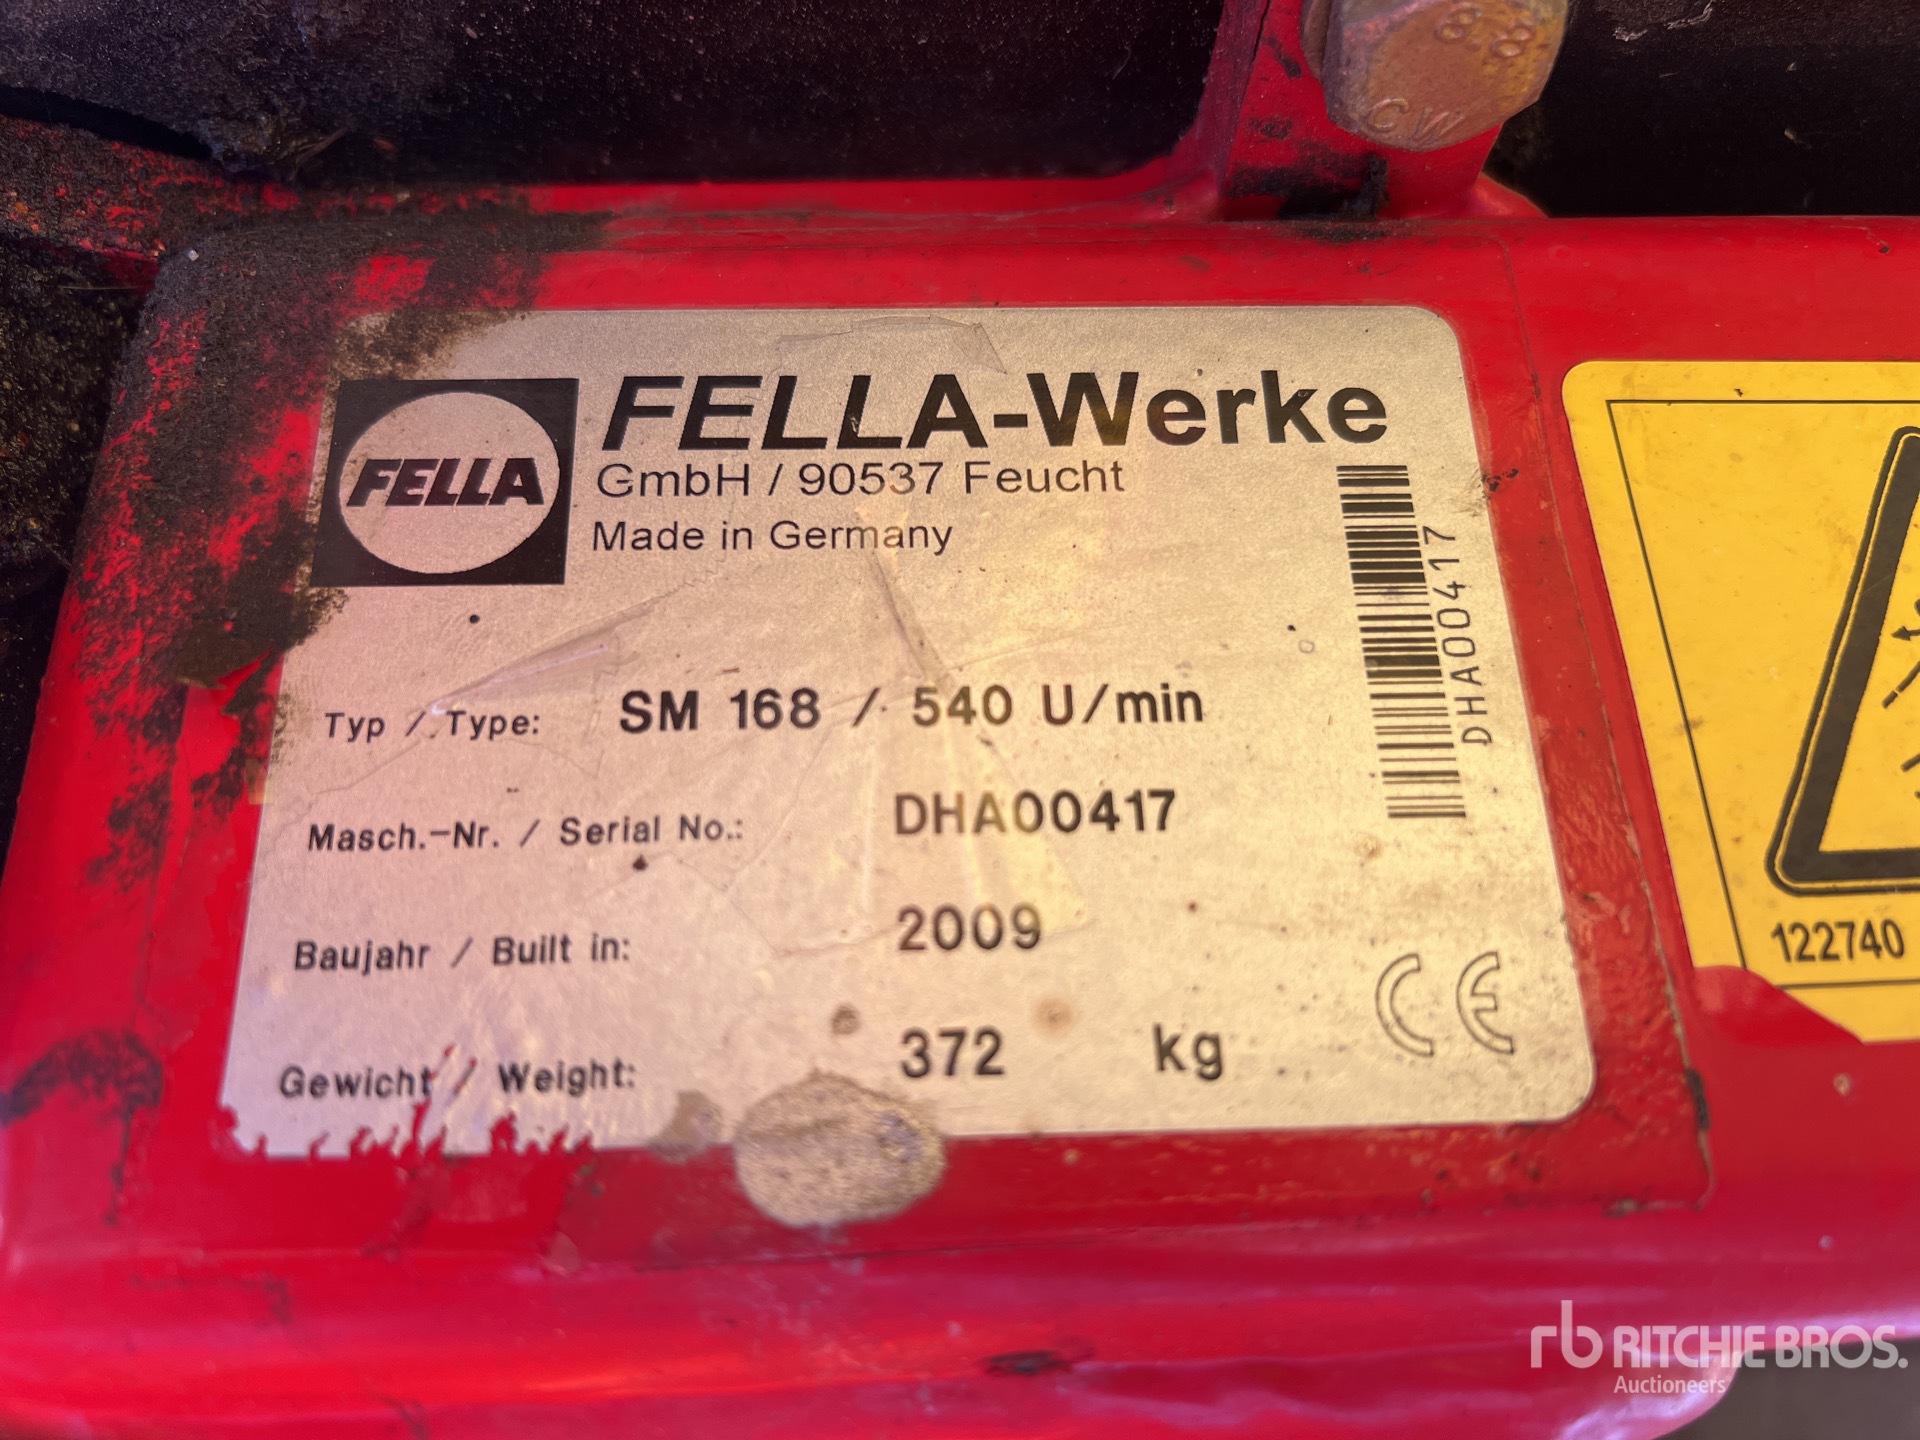 8.8
CW
FELLA
FELLA-Werke
GmbH / 90537 Feucht
Made in Germany
DHA00417
Typ / Type: SM 168 / 540 U/min
Masch.-Nr. / Serial No.: DHA00417
Baujahr / Built in: 2009
Gewicht / Weight: 372 kg
CE
122740
rb RITCHIE BROS.
Auctioneers